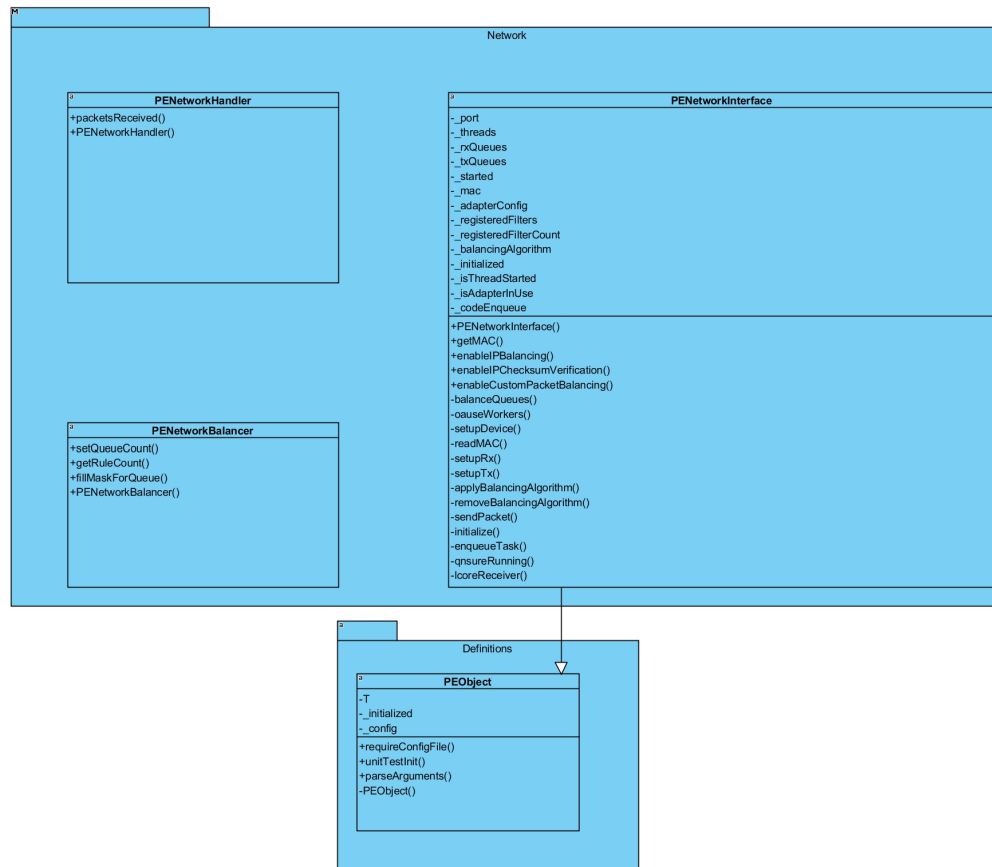 M
Network
a
PENetworkHandler
+packetsReceived()
+PENetworkHandler()
a
PENetworkInterface
-_port
-_threads
-_rxQueues
-_txQueues
-_started
-_mac
-_adapterConfig
-_registeredFilters
-_registeredFilterCount
-_balancingAlgorithm
-_initialized
-_isThreadStarted
-_isAdapterInUse
-_codeEnqueue
+PENetworkInterface()
+getMAC()
+enableIPBalancing()
+enableIPChecksumVerification()
+enableCustomPacketBalancing()
-balanceQueues()
-oauseWorkers()
-setupDevice()
-readMAC()
-setupRx()
-setupTx()
-applyBalancingAlgorithm()
-removeBalancingAlgorithm()
-sendPacket()
-initialize()
-enqueueTask()
-qnsureRunning()
-lcoreReceiver()
a
PENetworkBalancer
+setQueueCount()
+getRuleCount()
+fillMaskForQueue()
+PENetworkBalancer()
a
Definitions
a
PEObject
-T
-_initialized
-_config
+requireConfigFile()
+unitTestInit()
+parseArguments()
-PEObject()